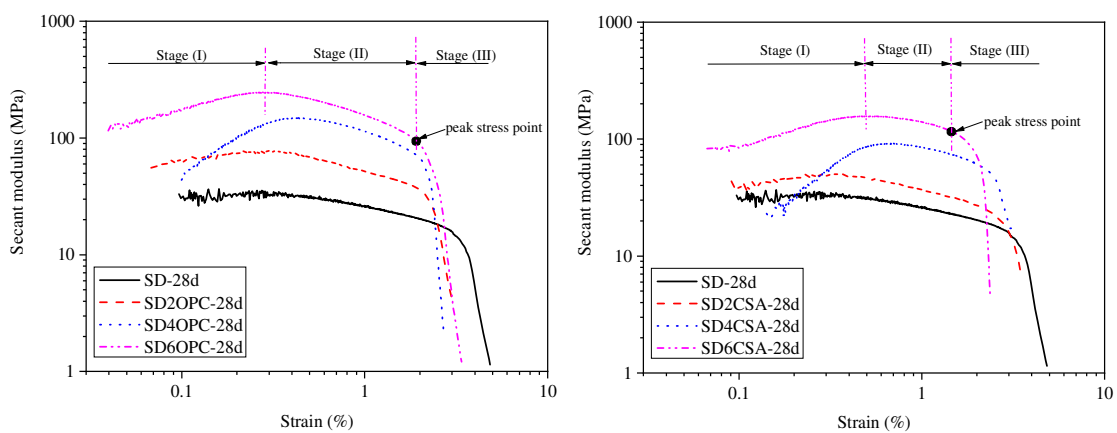 1000
100
10
1
Secant modulus (MPa)
Stage (I)
Stage (II)
Stage (III)
peak stress point
SD-28d
SD2OPC-28d
SD4OPC-28d
SD6OPC-28d
0.1
1
10
Strain (%)
1000
100
10
1
Secant modulus (MPa)
Stage (I)
Stage (II)
Stage (III)
peak stress point
SD-28d
SD2CSA-28d
SD4CSA-28d
SD6CSA-28d
0.1
1
10
Strain (%)